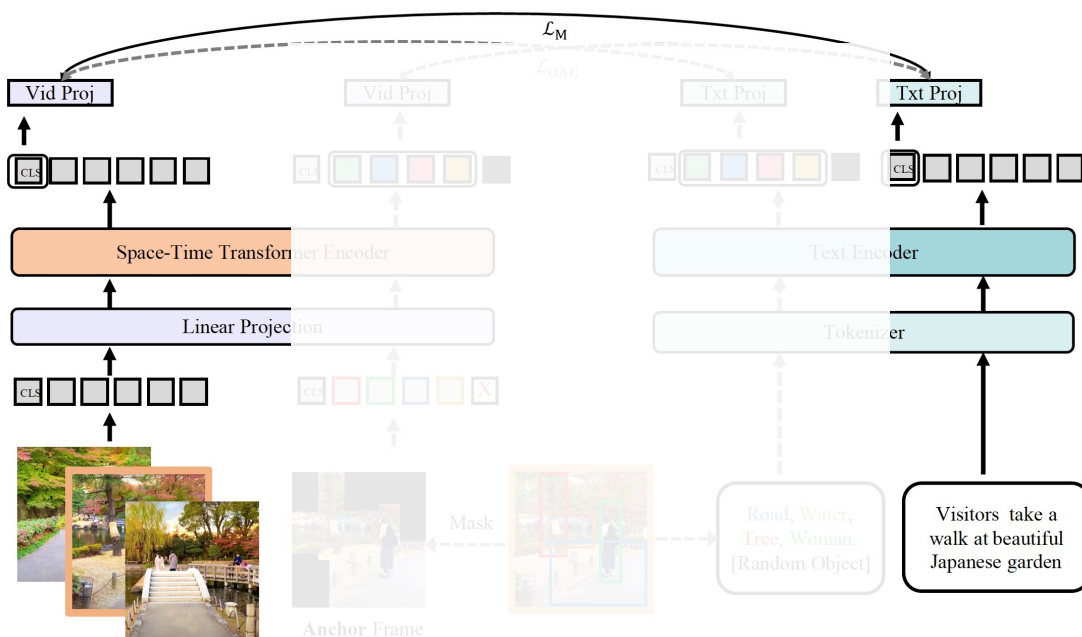 ℒM
ℒOAC
Vid Proj
Vid Proj
Txt Proj
Txt Proj
CLS
CLS
CLS
CLS
Space-Time Transformer Encoder
Text Encoder
Linear Projection
Tokenizer
CLS
CLS
X
Mask
Road, Water,
Tree, Woman,
[Random Object]
Visitors take a
walk at beautiful
Japanese garden
Anchor Frame